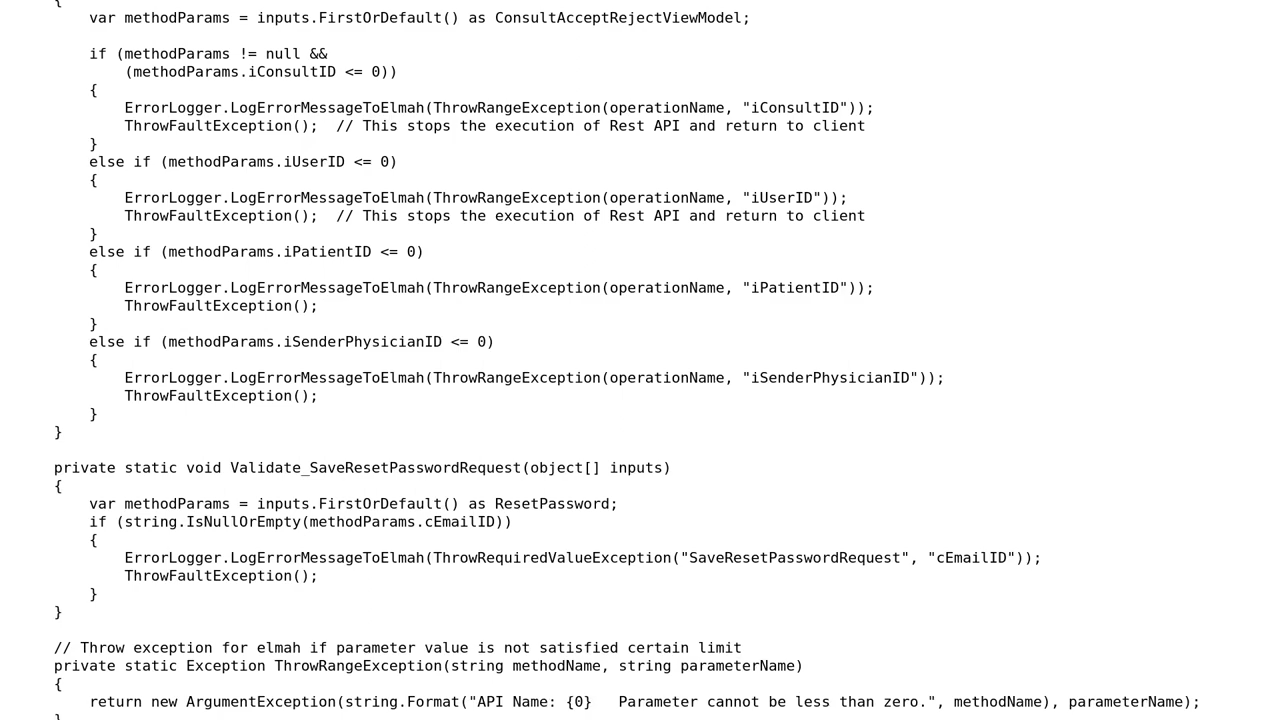 {
var methodParams = inputs.FirstOrDefault() as ConsultAcceptRejectViewModel;
if (methodParams != null &&
(methodParams.iConsultID <= 0))
{
ErrorLogger.LogErrorMessageToElmah(ThrowRangeException(operationName, "iConsultID"));
ThrowFaultException();  // This stops the execution of Rest API and return to client
}
else if (methodParams.iUserID <= 0)
{
ErrorLogger.LogErrorMessageToElmah(ThrowRangeException(operationName, "iUserID"));
ThrowFaultException();  // This stops the execution of Rest API and return to client
}
else if (methodParams.iPatientID <= 0)
{
ErrorLogger.LogErrorMessageToElmah(ThrowRangeException(operationName, "iPatientID"));
ThrowFaultException();
}
else if (methodParams.iSenderPhysicianID <= 0)
{
ErrorLogger.LogErrorMessageToElmah(ThrowRangeException(operationName, "iSenderPhysicianID"));
ThrowFaultException();
}
}
private static void Validate_SaveResetPasswordRequest(object[] inputs)
{
var methodParams = inputs.FirstOrDefault() as ResetPassword;
if (string.IsNullOrEmpty(methodParams.cEmailID))
{
ErrorLogger.LogErrorMessageToElmah(ThrowRequiredValueException("SaveResetPasswordRequest", "cEmailID"));
ThrowFaultException();
}
}
// Throw exception for elmah if parameter value is not satisfied certain limit
private static Exception ThrowRangeException(string methodName, string parameterName)
{
return new ArgumentException(string.Format("API Name: {0}   Parameter cannot be less than zero.", methodName), parameterName);
}